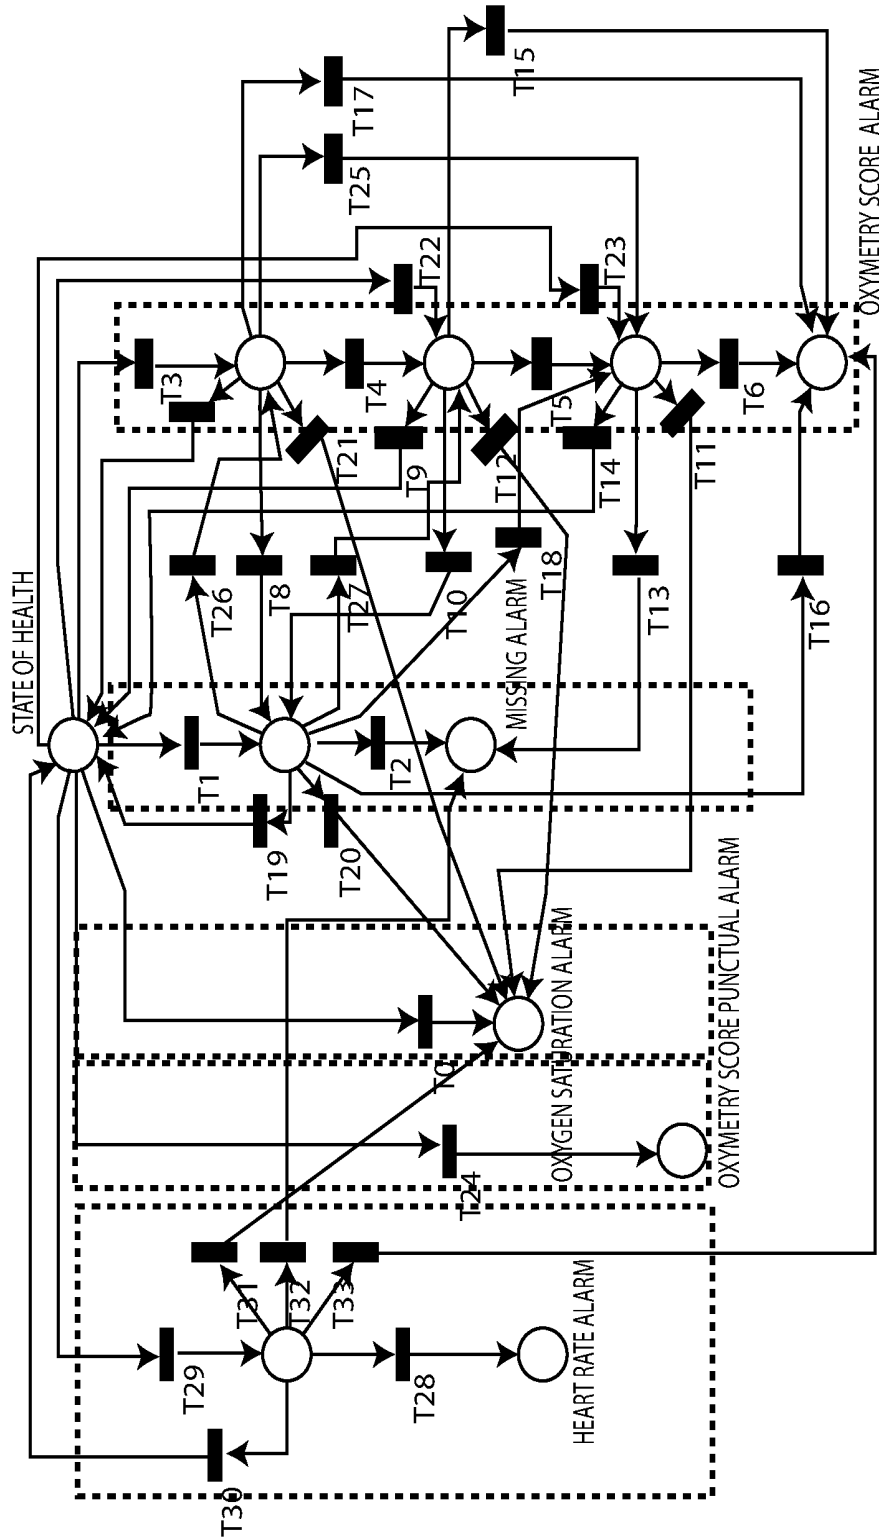 T15
T17
T25
OXYMETRY SCORE ALARM
T22
T23
T3
T4
T5
T6
T21
T9
T12
T14
T11
STATE OF HEALTH
T26
T8
T27
T10
T18
T13
T16
MISSING ALARM
T1
T2
T19
T20
OXYMETRY SCORE PUNCTUAL ALARM
OXYGEN SATURATION ALARM
T0
T24
T31
T32
T33
T29
T28
HEART RATE ALARM
T30